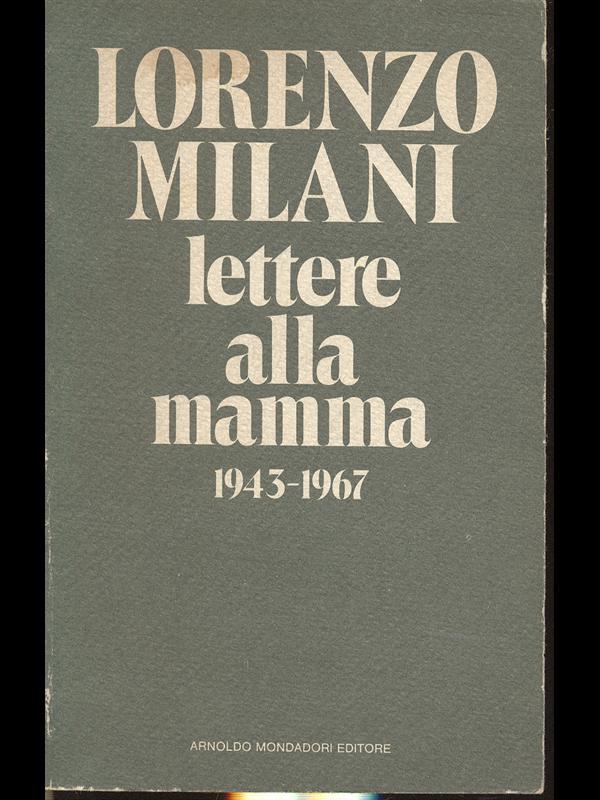 LORENZO
MILANI
lettere
alla
mamma
1943-1967
ARNOLDO MONDADORI EDITORE